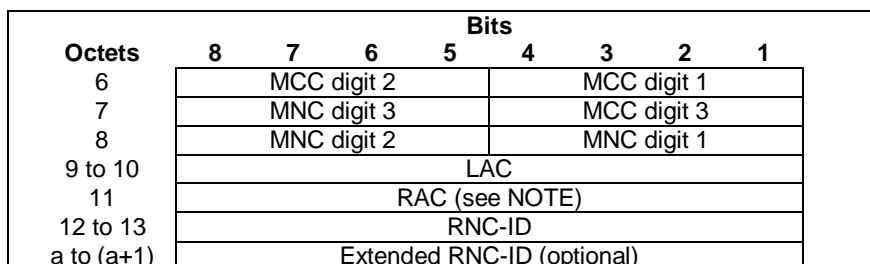 Bits
Octets 8 7 6 5 4 3 2 1
6 MCC digit 2 MCC digit 1
7 MNC digit 3 MCC digit 3
8 MNC digit 2 MNC digit 1
9 to 10 LAC
11 RAC (see NOTE)
12 to 13 RNC-ID
a to (a+1) Extended RNC-ID (optional)